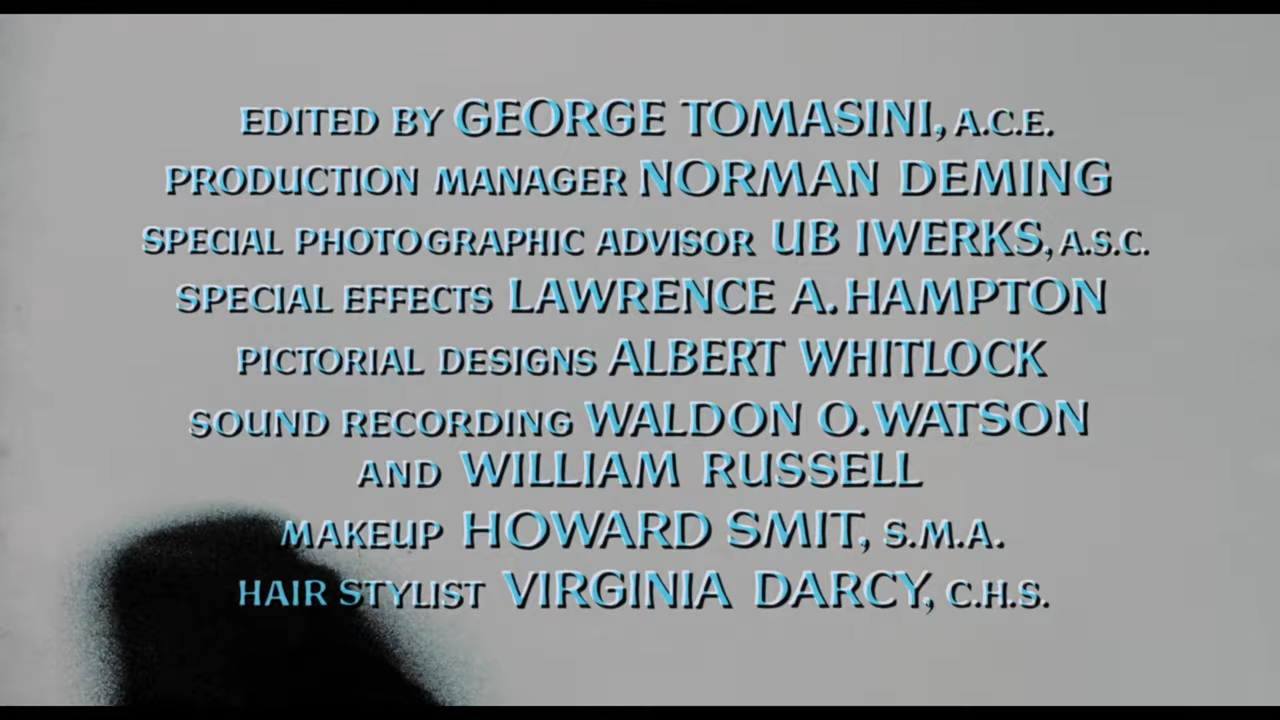 EDITED BY GEORGE TOMASINI, A.C.E.
PRODUCTION MANAGER NORMAN DEMING
SPECIAL PHOTOGRAPHIC ADVISOR UB IWERKS, A.S.C.
SPECIAL EFFECTS LAWRENCE A. HAMPTON
PICTORIAL DESIGNS ALBERT WHITLOCK
SOUND RECORDING WALDON O. WATSON
AND WILLIAM RUSSELL
MAKEUP HOWARD SMIT, S.M.A.
HAIR STYLIST VIRGINIA DARCY, C.H.S.